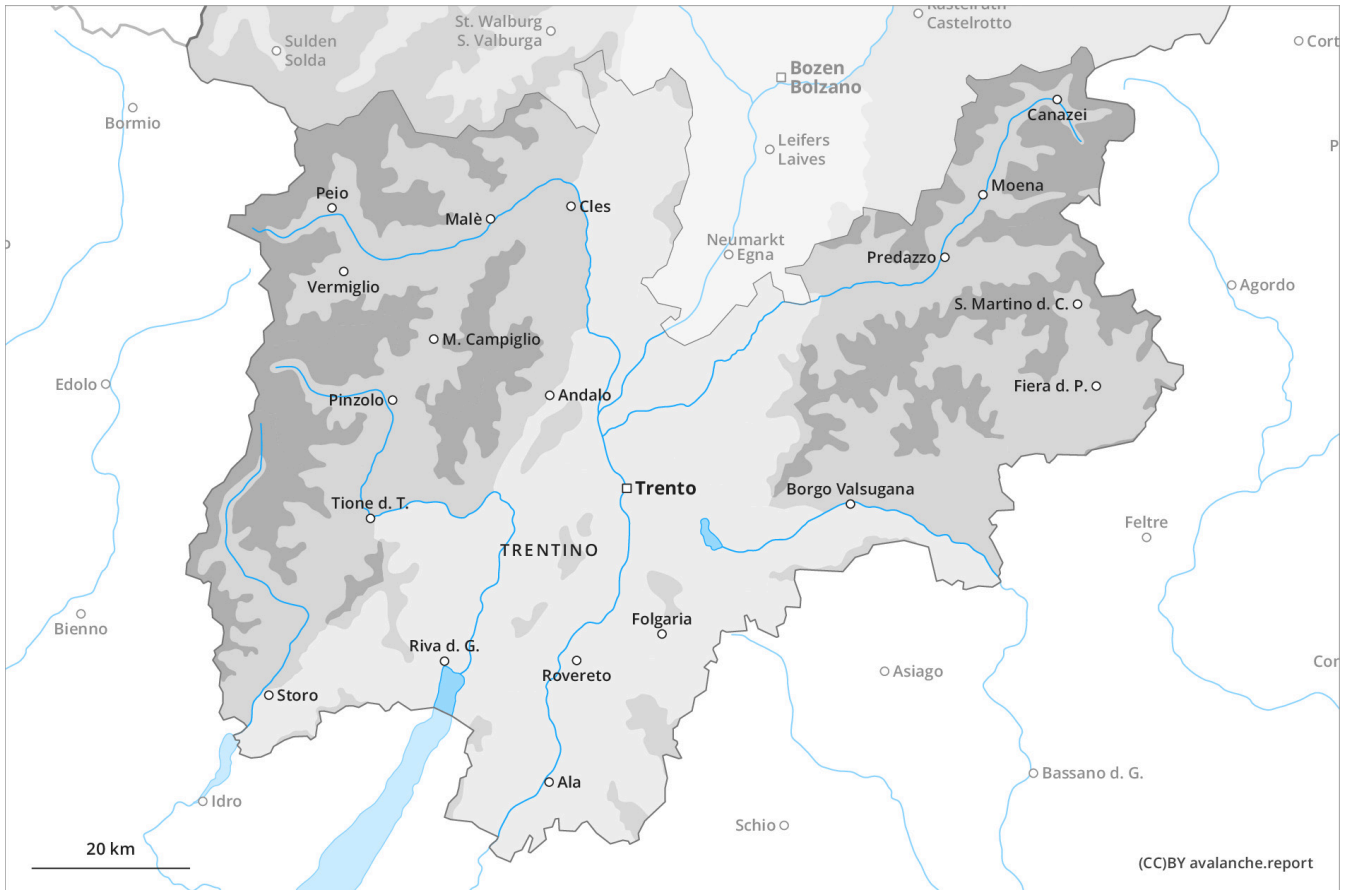 St. Walburg
S. Valburga
Castelrotto
Sulden
Solda
Cort
Bozen
Bolzano
Bormio
Canazei
Leifers
Laives
P
Peio
Moena
Malè
Cles
Neumarkt
Egna
Predazzo
Vermiglio
Agordo
S. Martino d. C.
M. Campiglio
Edolo
Andalo
Fiera d. P.
Pinzolo
Trento
Borgo Valsugana
Tione d. T.
Feltre
TRENTINO
Folgaria
Bienno
Riva d. G.
Rovereto
Asiago
Cor
Storo
Bassano d. G.
Ala
Idro
Schio
20 km
(CC)BY avalanche.report